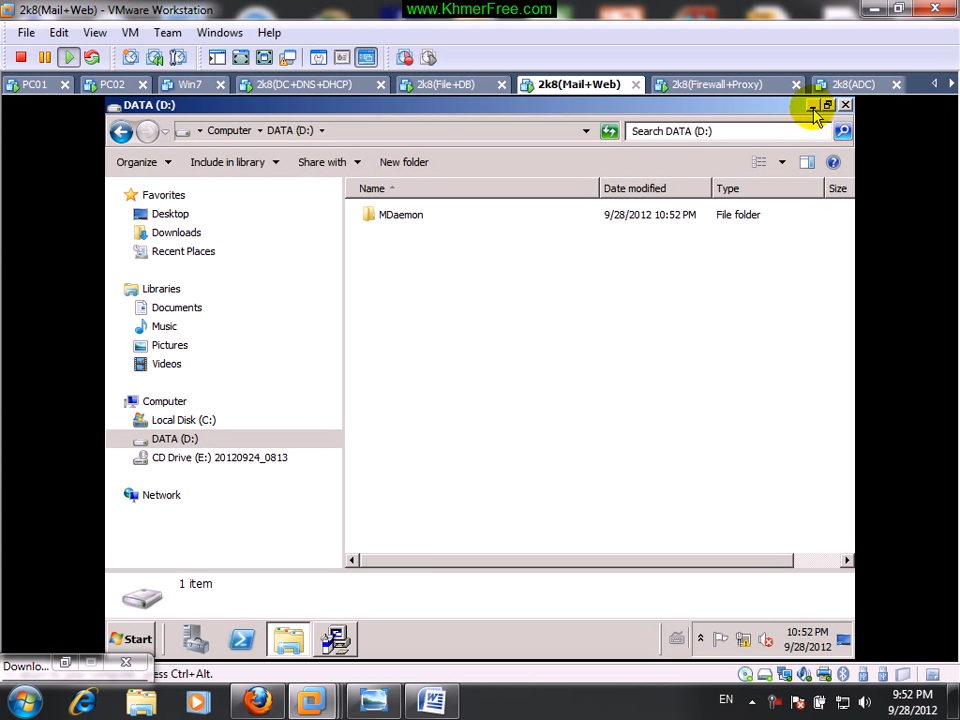 2k8(Mail+Web) - VMware Workstation
www.KhmerFree.com
File Edit View VM Team Windows Help
PC01 PC02 Win7 2k8(DC+DNS+DHCP) 2k8(File+DB) 2k8(Mail+Web) 2k8(Firewall+Proxy) 2k8(ADC)
DATA (D:)
Computer DATA (D:) Search DATA (D:)
Organize Include in library Share with New folder
Name Date modified Type Size
MDaemon 9/28/2012 10:52 PM File folder
Favorites
Desktop
Downloads
Recent Places
Libraries
Documents
Music
Pictures
Videos
Computer
Local Disk (C:)
DATA (D:)
CD Drive (E:) 20120924_0813
Network
1 item
Start
10:52 PM
9/28/2012
Downlo...
ss Ctrl+Alt.
EN
9:52 PM
9/28/2012